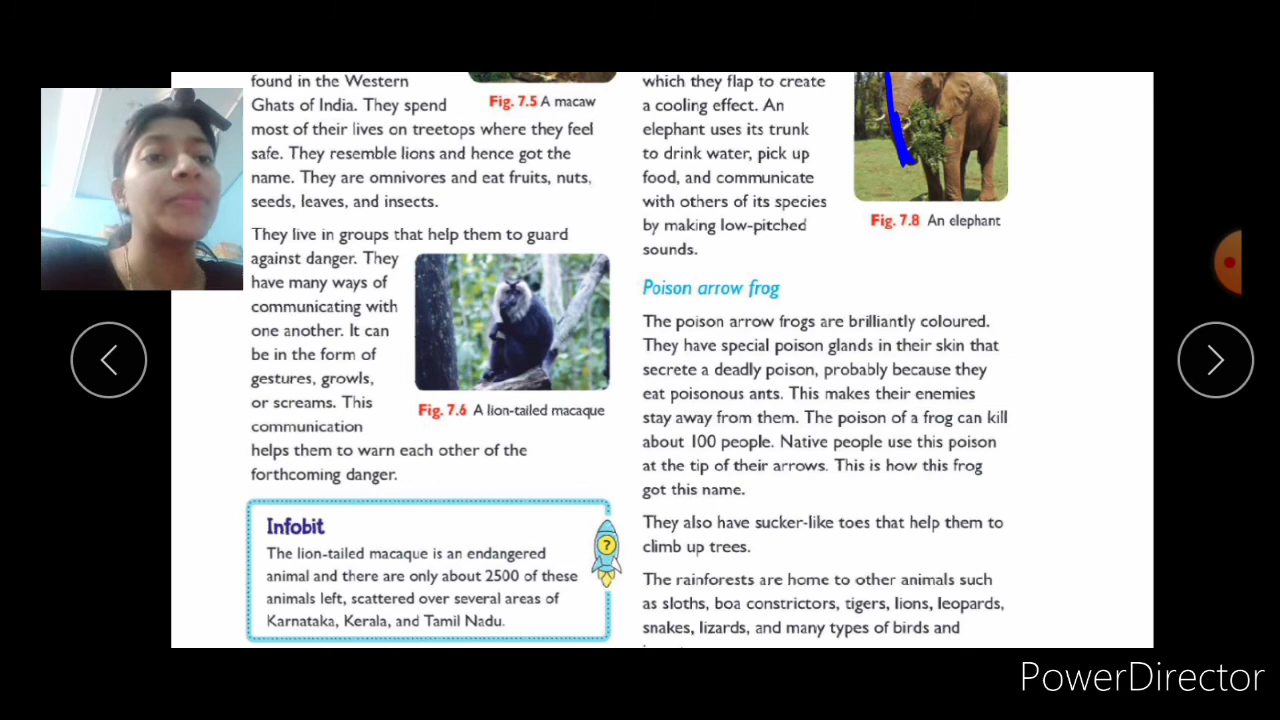 found in the Western
Ghats of India. They spend
Fig. 7.5 A macaw
most of their lives on treetops where they feel
safe. They resemble lions and hence got the
name. They are omnivores and eat fruits, nuts,
seeds, leaves, and insects.
They live in groups that help them to guard
against danger. They
have many ways of
communicating with
one another. It can
be in the form of
gestures, growls,
or screams. This
communication
Fig. 7.6 A lion-tailed macaque
helps them to warn each other of the
forthcoming danger.
Infobit
?
The lion-tailed macaque is an endangered
animal and there are only about 2500 of these
animals left, scattered over several areas of
Karnataka, Kerala, and Tamil Nadu.
which they flap to create
a cooling effect. An
elephant uses its trunk
to drink water, pick up
food, and communicate
with others of its species
by making low-pitched
sounds.
Fig. 7.8 An elephant
Poison arrow frog
The poison arrow frogs are brilliantly coloured.
They have special poison glands in their skin that
secrete a deadly poison, probably because they
eat poisonous ants. This makes their enemies
stay away from them. The poison of a frog can kill
about 100 people. Native people use this poison
at the tip of their arrows. This is how this frog
got this name.
They also have sucker-like toes that help them to
climb up trees.
The rainforests are home to other animals such
as sloths, boa constrictors, tigers, lions, leopards,
snakes, lizards, and many types of birds and
PowerDirector